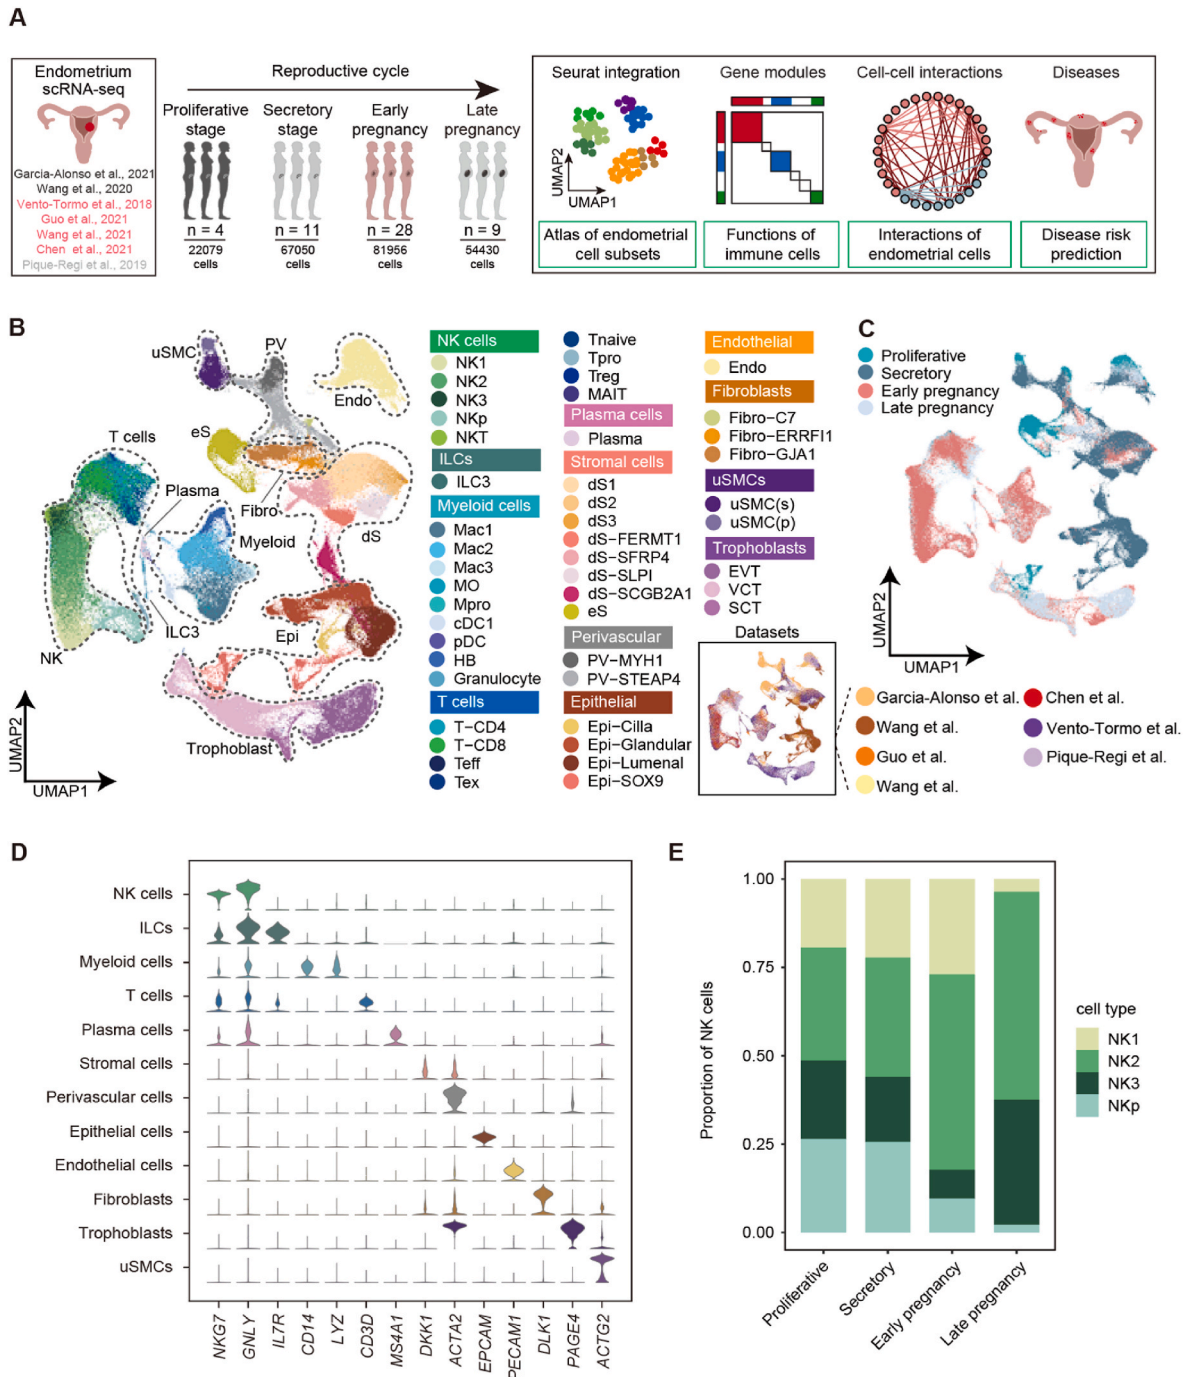 A
Endometrium
scRNA-seq
Garcia-Alonso et al., 2021
Wang et al., 2020
Vento-Tormo et al., 2018
Guo et al., 2021
Wang et al., 2021
Chen et al., 2021
Pique-Regi et al., 2019
Reproductive cycle
Proliferative
stage
n = 4
22079
cells
Secretory
stage
n = 11
67050
cells
Early
pregnancy
n = 28
81956
cells
Late
pregnancy
n = 9
54430
cells
Seurat integration
UMAP2
UMAP1
Atlas of endometrial
cell subsets
Gene modules
Functions of
immune cells
Cell-cell interactions
Interactions of
endometrial cells
Diseases
Disease risk
prediction
B
uSMC
PV
Endo
T cells
eS
Plasma
Fibro
Myeloid
dS
ILC3
Epi
NK
Trophoblast
UMAP2
UMAP1
NK cells
NK1
NK2
NK3
NKp
NKT
ILCs
ILC3
Myeloid cells
Mac1
Mac2
Mac3
MO
Mpro
cDC1
pDC
HB
Granulocyte
T cells
T−CD4
T−CD8
Teff
Tex
Tnaive
Tpro
Treg
MAIT
Plasma cells
Plasma
Stromal cells
dS1
dS2
dS3
dS−FERMT1
dS−SFRP4
dS−SLPI
dS−SCGB2A1
eS
Perivascular
PV−MYH1
PV−STEAP4
Epithelial
Epi−Cilla
Epi−Glandular
Epi−Lumenal
Epi−SOX9
Endothelial
Endo
Fibroblasts
Fibro−C7
Fibro−ERRFI1
Fibro−GJA1
uSMCs
uSMC(s)
uSMC(p)
Trophoblasts
EVT
VCT
SCT
Datasets
Garcia-Alonso et al.
Wang et al.
Guo et al.
Wang et al.
Chen et al.
Vento-Tormo et al.
Pique-Regi et al.
C
Proliferative
Secretory
Early pregnancy
Late pregnancy
UMAP2
UMAP1
D
NK cells
ILCs
Myeloid cells
T cells
Plasma cells
Stromal cells
Perivascular cells
Epithelial cells
Endothelial cells
Fibroblasts
Trophoblasts
uSMCs
NKG7
GNLY
IL7R
CD14
LYZ
CD3D
MS4A1
DKK1
ACTA2
EPCAM
PECAM1
DLK1
PAGE4
ACTG2
E
Proportion of NK cells
1.00
0.75
0.50
0.25
0.00
Proliferative
Secretory
Early pregnancy
Late pregnancy
cell type
NK1
NK2
NK3
NKp